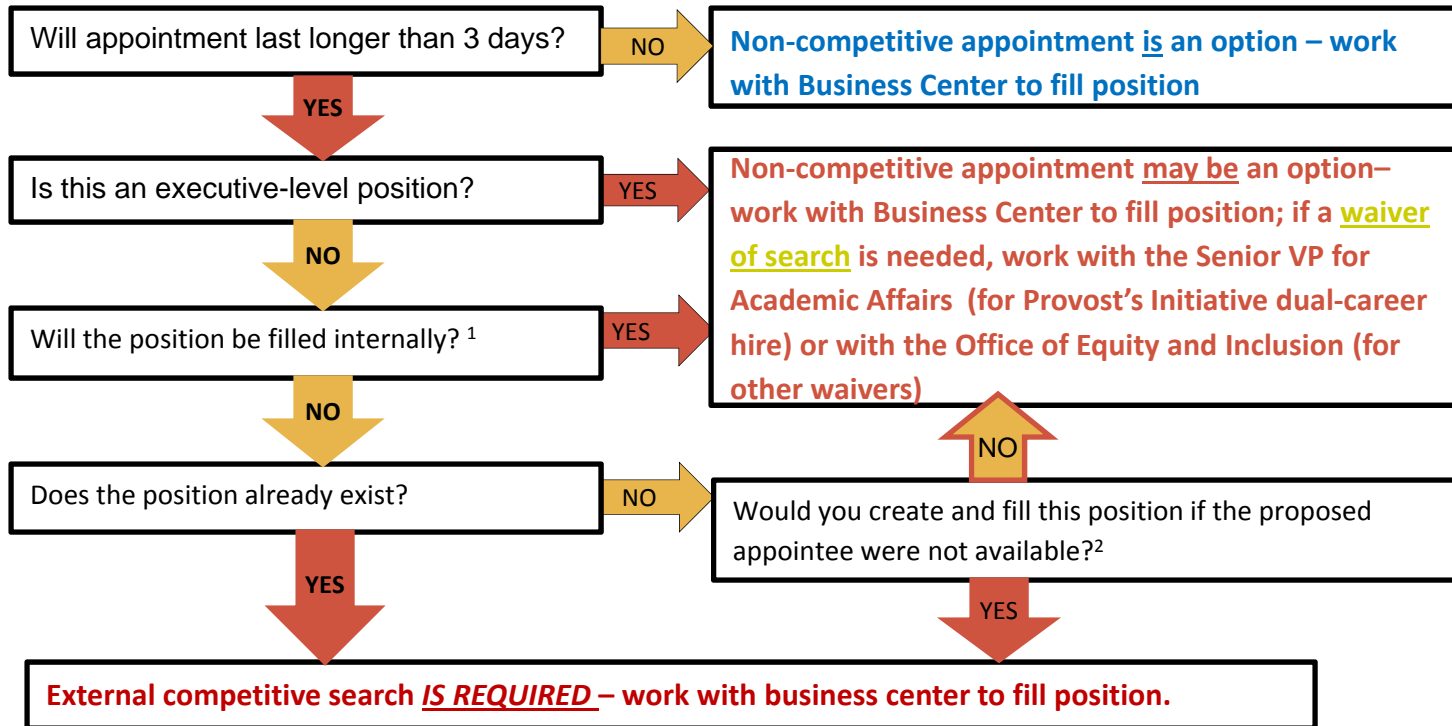 Will appointment last longer than 3 days?
NO
Non-competitive appointment is an option – work
with Business Center to fill position
YES
Is this an executive-level position?
YES
Non-competitive appointment may be an option–
work with Business Center to fill position; if a waiver
of search is needed, work with the Senior VP for
Academic Affairs (for Provost’s Initiative dual-career
hire) or with the Office of Equity and Inclusion (for
other waivers)
NO
Will the position be filled internally? 1
YES
NO
NO
Does the position already exist?
NO
Would you create and fill this position if the proposed
appointee were not available?2
YES
YES
External competitive search IS REQUIRED – work with business center to fill position.